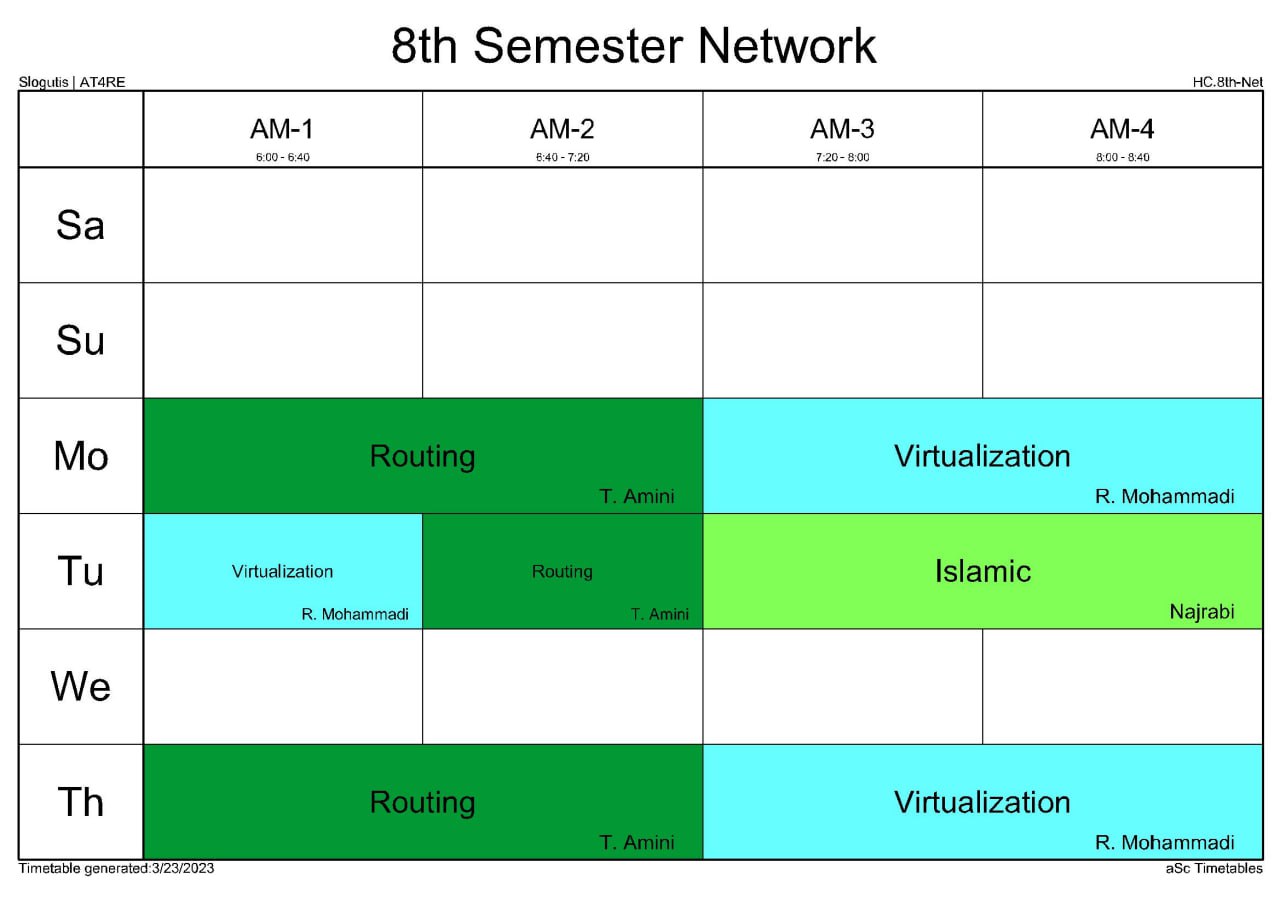 8th Semester Network
Slogutis | AT4RE
HC.8th-Net
AM-1
AM-2
AM-3
AM-4
6:00 - 6:40
6:40 - 7:20
7:20 - 8:00
8:00 - 8:40
Sa
Su
Mo
Routing
T. Amini
Virtualization
R. Mohammadi
Tu
Virtualization
R. Mohammadi
Routing
T. Amini
Islamic
Najrabi
We
Th
Routing
T. Amini
Virtualization
R. Mohammadi
Timetable generated:3/23/2023
aSc Timetables